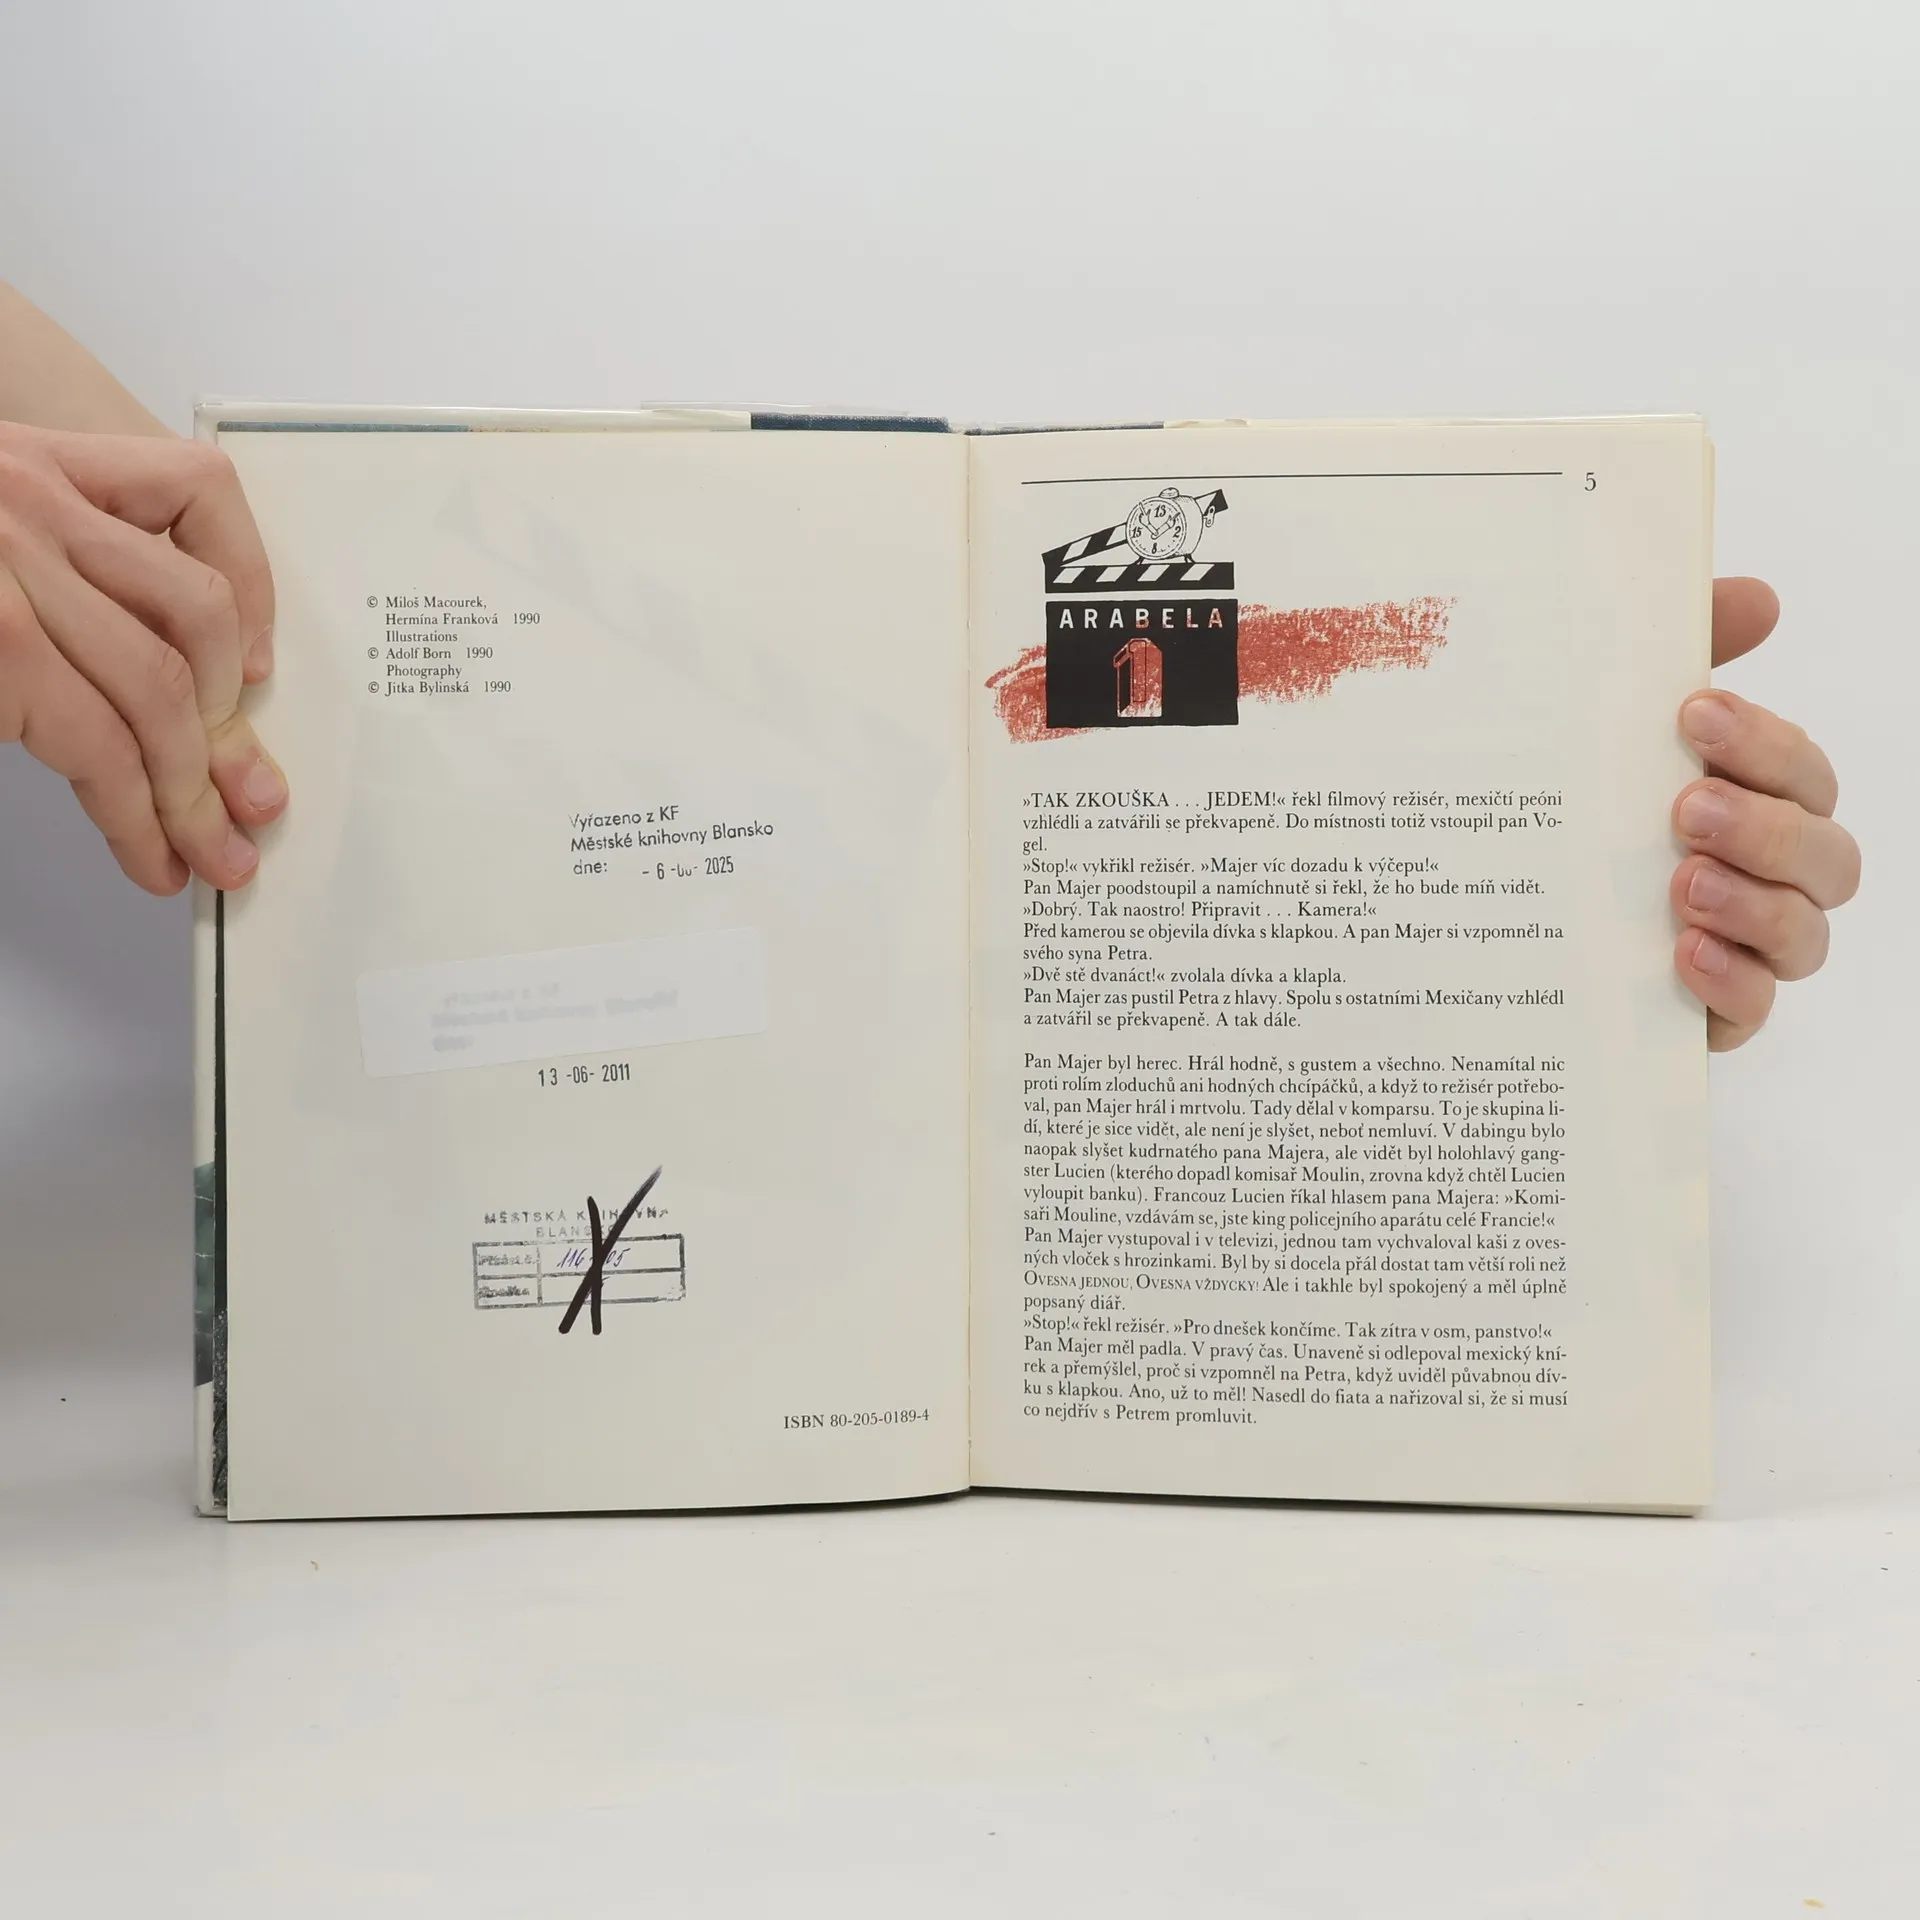 © Miloš Macourek,
Hermína Franková 1990
Illustrations
© Adolf Born 1990
Photography
© Jitka Bylinská 1990
Vyřazeno z KF
Městské knihovny Blansko
dne: - 6 - 2025
13 -06- 2011
MĚSTSKÁ KNIHOVNA
BLANSKO
ISBN 80-205-0189-4
5
13
15 2
8
ARABELA
1
»TAK ZKOUŠKA . . . JEDEM!« řekl filmový režisér, mexičtí peóni
vzhlédli a zatvářili se překvapeně. Do místnosti totiž vstoupil pan Vo-
gel.
»Stop!« vykřikl režisér. »Majer víc dozadu k výčepu!«
Pan Majer poodstoupil a namíchnutě si řekl, že ho bude míň vidět.
»Dobrý. Tak naostro! Připravit . . . Kamera!«
Před kamerou se objevila dívka s klapkou. A pan Majer si vzpomněl na
svého syna Petra.
»Dvě stě dvanáct!« zvolala dívka a klapla.
Pan Majer zas pustil Petra z hlavy. Spolu s ostatními Mexičany vzhlédl
a zatvářil se překvapeně. A tak dále.
Pan Majer byl herec. Hrál hodně, s gustem a všechno. Nenamítal nic
proti rolím zloduchů ani hodných chcípáčků, a když to režisér potřebo-
val, pan Majer hrál i mrtvolu. Tady dělal v komparsu. To je skupina li-
dí, které je sice vidět, ale není je slyšet, neboť nemluví. V dabingu bylo
naopak slyšet kudrnatého pana Majera, ale vidět byl holohlavý gang-
ster Lucien (kterého dopadl komisař Moulin, zrovna když chtěl Lucien
vyloupit banku). Francouz Lucien říkal hlasem pana Majera: »Komi-
saři Mouline, vzdávám se, jste king policejního aparátu celé Francie!«
Pan Majer vystupoval i v televizi, jednou tam vychvaloval kaši z oves-
ných vloček s hrozinkami. Byl by si docela přál dostat tam větší roli než
OVESNA JEDNOU, OVESNA VŽDYCKY! Ale i takhle byl spokojený a měl úplně
popsaný diář.
»Stop!« řekl režisér. »Pro dnešek končíme. Tak zítra v osm, panstvo!«
Pan Majer měl padla. V pravý čas. Unaveně si odlepoval mexický kní-
rek a přemýšlel, proč si vzpomněl na Petra, když uviděl půvabnou dív-
ku s klapkou. Ano, už to měl! Nasedl do fiata a nařizoval si, že si musí
co nejdřív s Petrem promluvit.